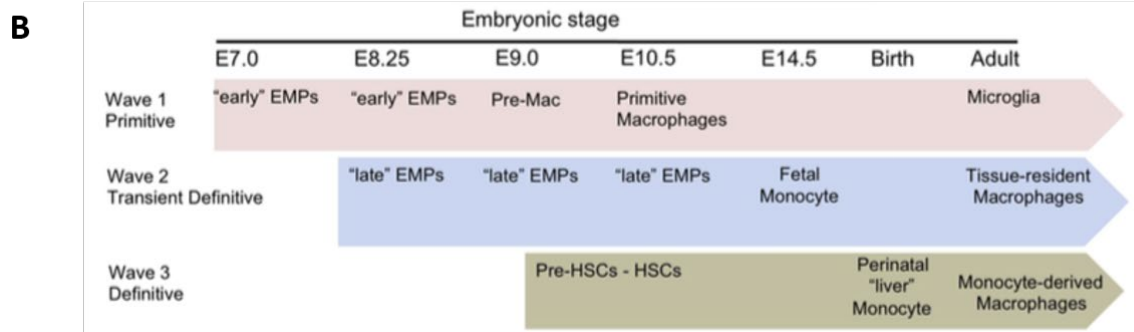 B
Embryonic stage
E7.0 E8.25 E9.0 E10.5 E14.5 Birth Adult
Wave 1
Primitive
"early" EMPs "early" EMPs Pre-Mac Primitive
Macrophages
Microglia
Wave 2
Transient Definitive
"late" EMPs "late" EMPs "late" EMPs Fetal
Monocyte
Tissue-resident
Macrophages
Wave 3
Definitive
Pre-HSCs - HSCs
Perinatal
"liver"
Monocyte
Monocyte-derived
Macrophages